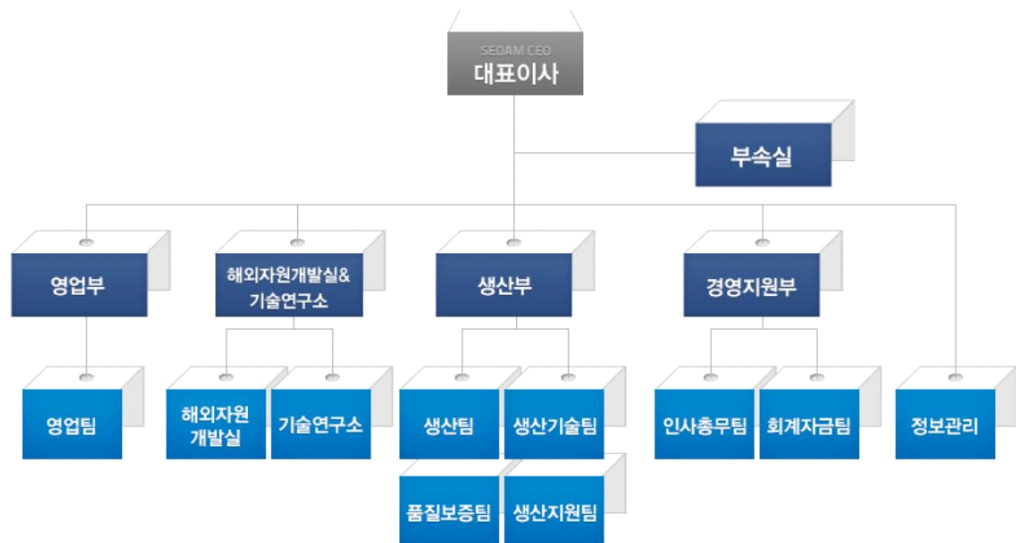 SEOAM CEO
대표이사
부속실
영업부
해외자원개발실&
기술연구소
생산부
경영지원부
영업팀
해외자원
개발실
기술연구소
생산팀
생산기술팀
인사총무팀
회계자금팀
정보관리
품질보증팀
생산지원팀